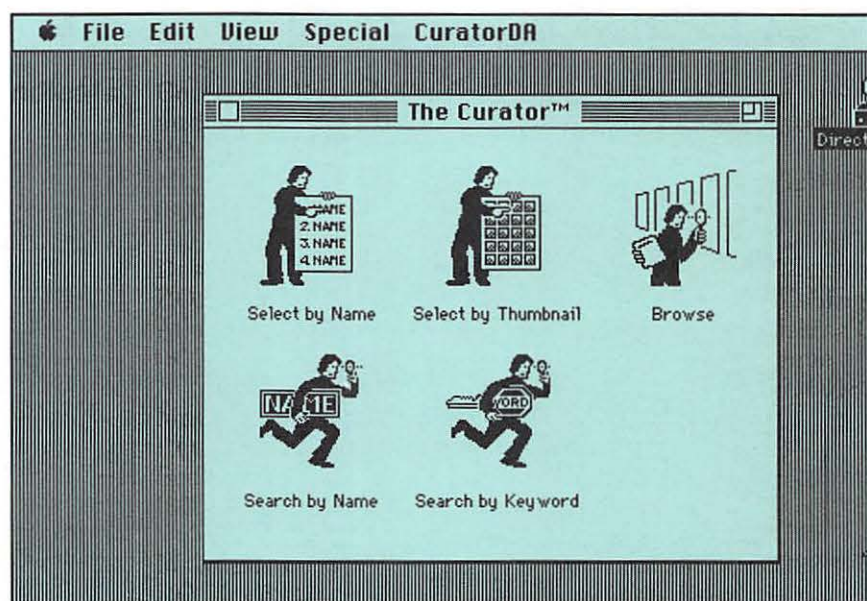 File Edit View Special CuratorDA
The Curator™
Direct
NAME
2. NAME
3. NAME
4. NAME
Select by Name
Select by Thumbnail
Browse
NAME
WORD
Search by Name
Search by Keyword